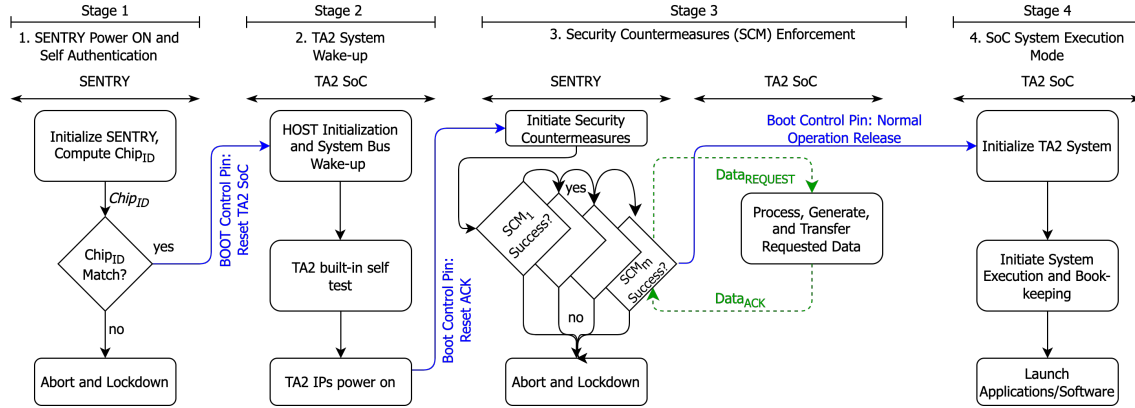 Stage 1
1. SENTRY Power ON and
Self Authentication
SENTRY
Initialize SENTRY,
Compute ChipID
ChipID
ChipID
Match?
yes
no
Abort and Lockdown
BOOT Control Pin:
Reset TA2 SoC
Stage 2
2. TA2 System
Wake-up
TA2 SoC
HOST Initialization
and System Bus
Wake-up
TA2 built-in self
test
TA2 IPs power on
Boot Control Pin:
Reset ACK
Stage 3
3. Security Countermeasures (SCM) Enforcement
SENTRY
Initiate Security
Countermeasures
yes
SCM1
Success?
SCMm
Success?
no
Abort and Lockdown
TA2 SoC
Boot Control Pin: Normal
Operation Release
DataREQUEST
Process, Generate,
and Transfer
Requested Data
DataACK
Stage 4
4. SoC System Execution
Mode
TA2 SoC
Initialize TA2 System
Initiate System
Execution and Book-
keeping
Launch
Applications/Software